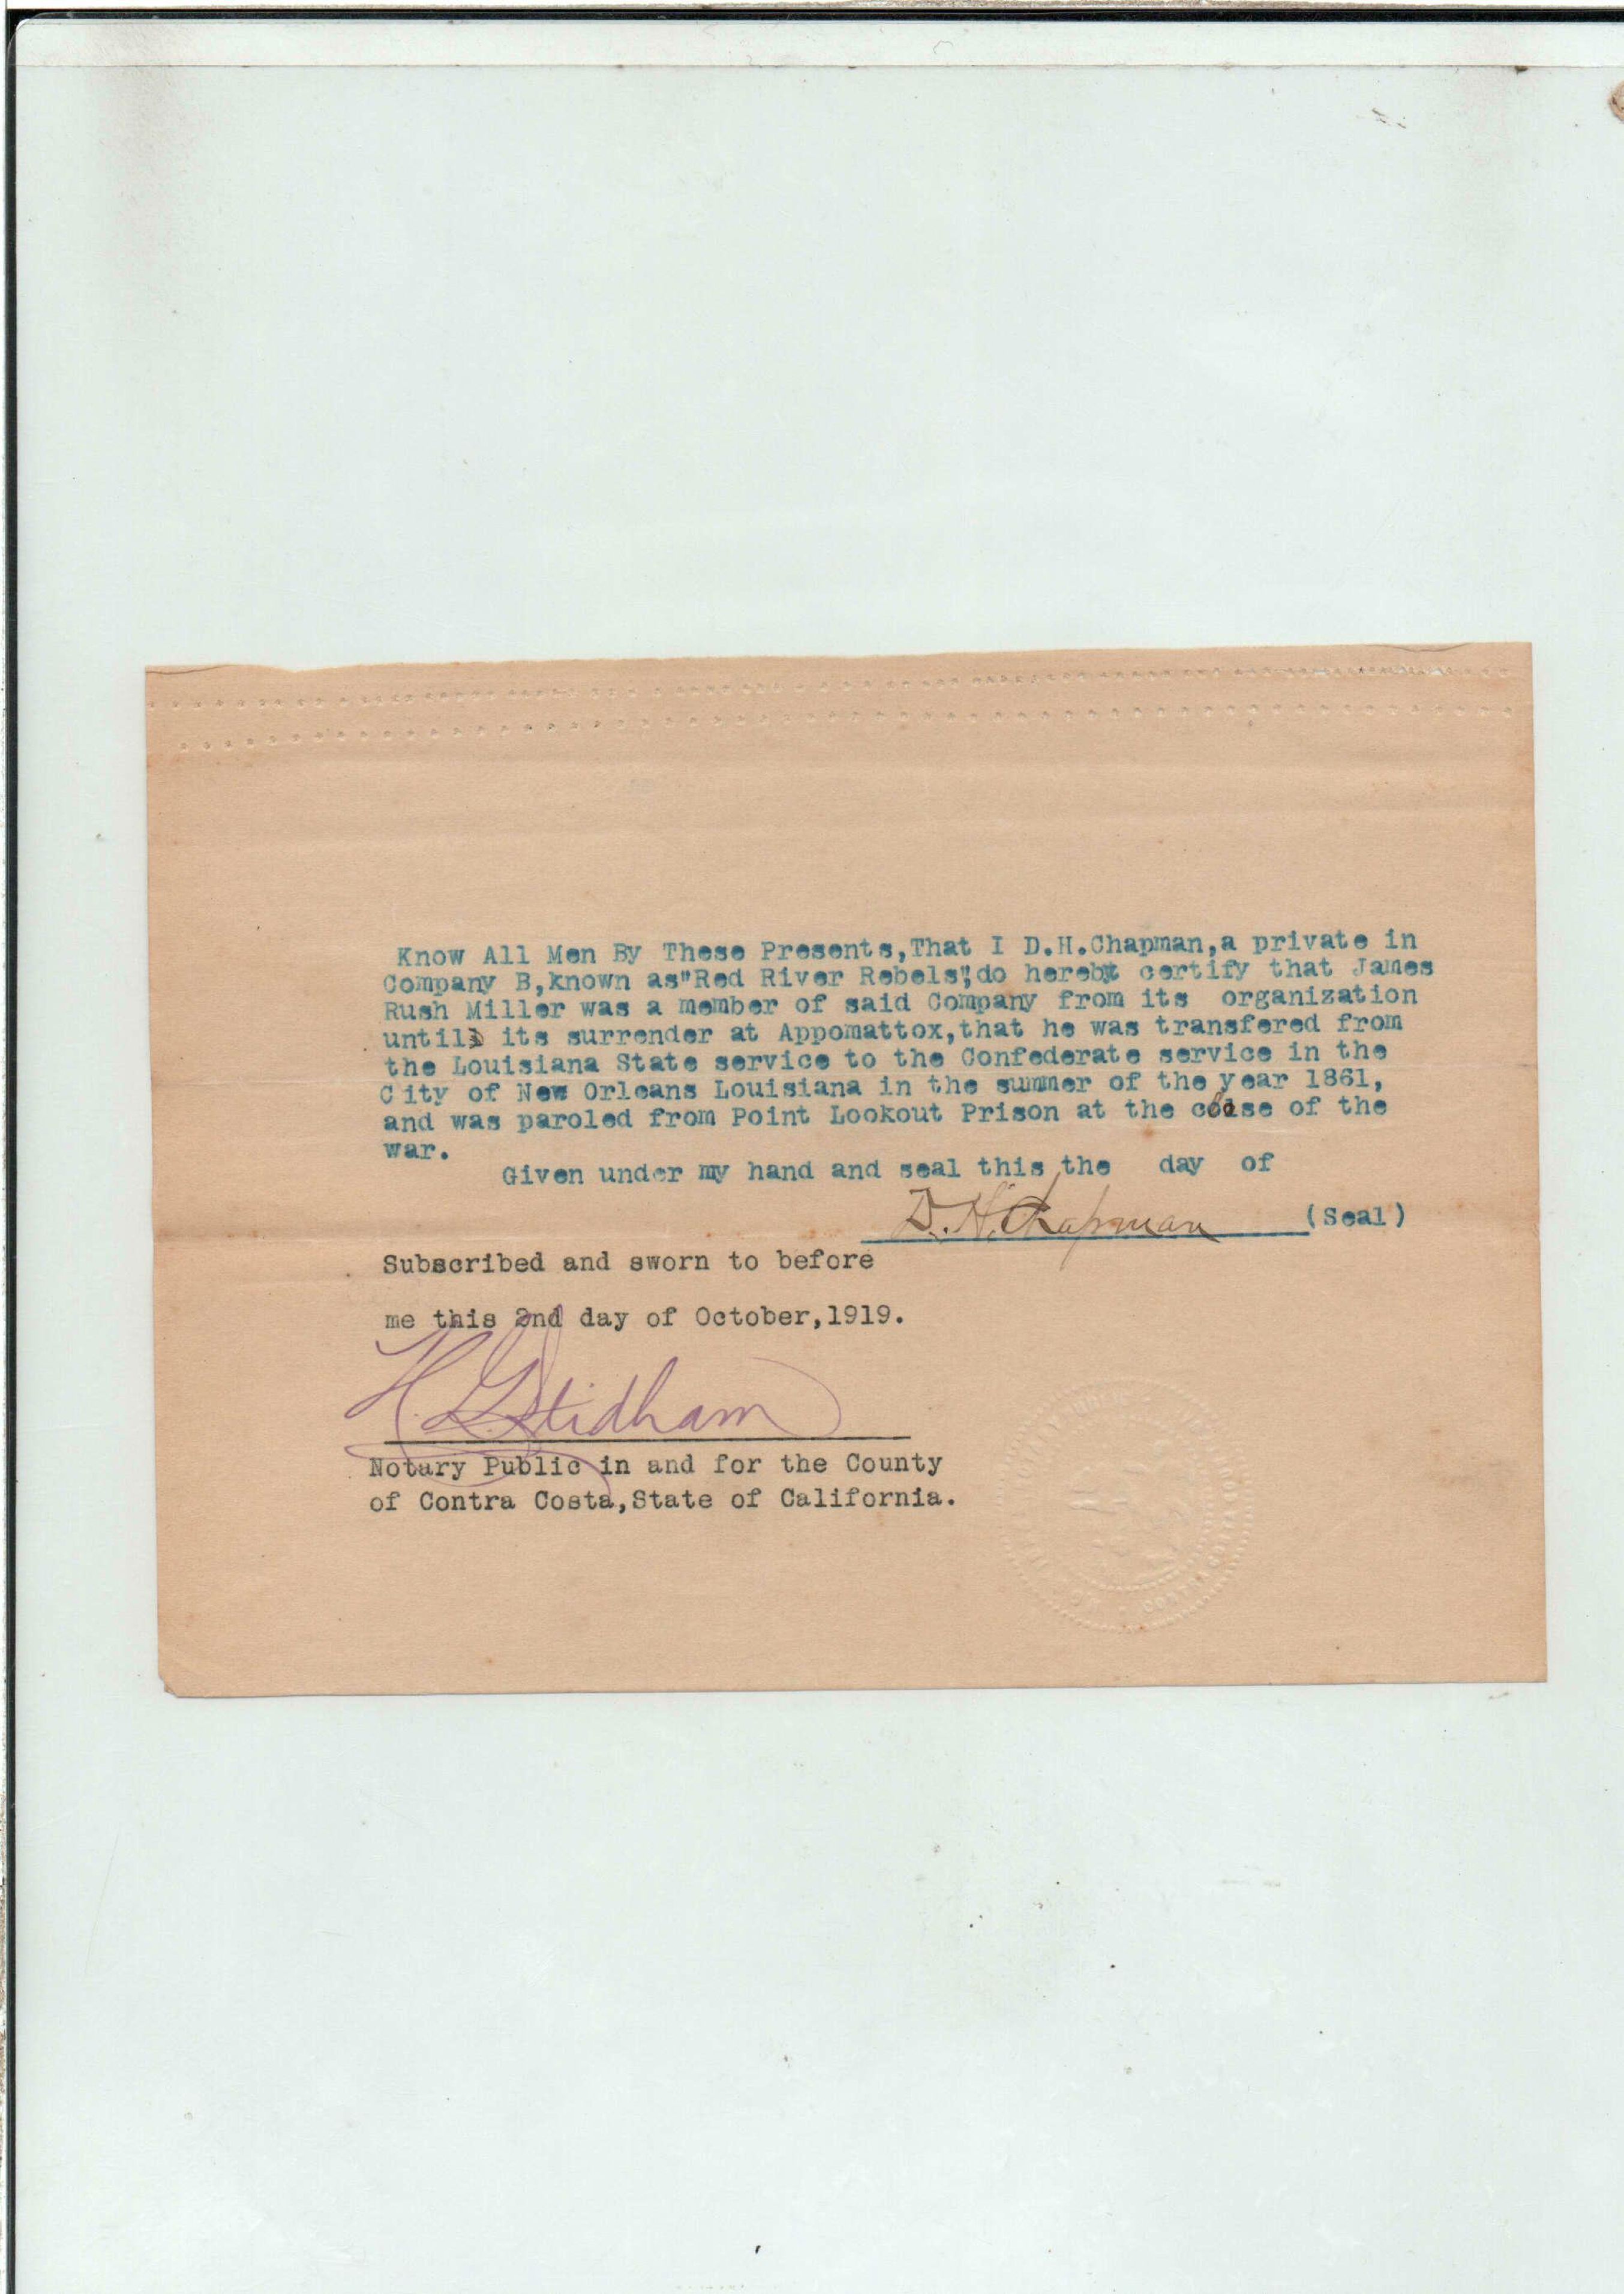 Know All Men By These Presents,That I D.H.Chapman,a private in
Company B,known as"Red River Rebels",do hereby certify that James
Rush Miller was a member of said Company from its organization
until its surrender at Appomattox,that he was transfered from
the Louisiana State service to the Confederate service in the
City of New Orleans Louisiana in the summer of the year 1861,
and was paroled from Point Lookout Prison at the close of the
war.
Given under my hand and seal this the day of
D. H. Chapman (Seal)
Subscribed and sworn to before
me this 2nd day of October,1919.
H. G. Stidham
Notary Public in and for the County
of Contra Costa,State of California.